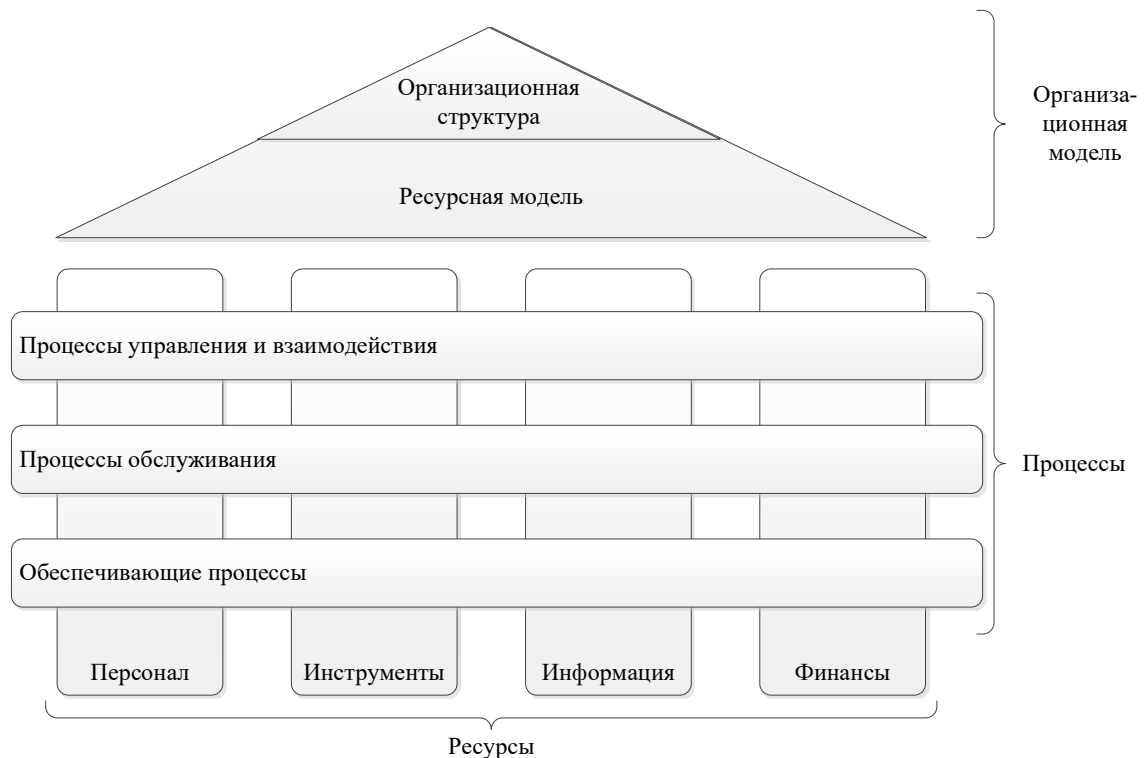 Организационная
структура
Ресурсная модель
Организа-
ционная
модель
Процессы управления и взаимодействия
Процессы обслуживания
Обеспечивающие процессы
Процессы
Персонал
Инструменты
Информация
Финансы
Ресурсы